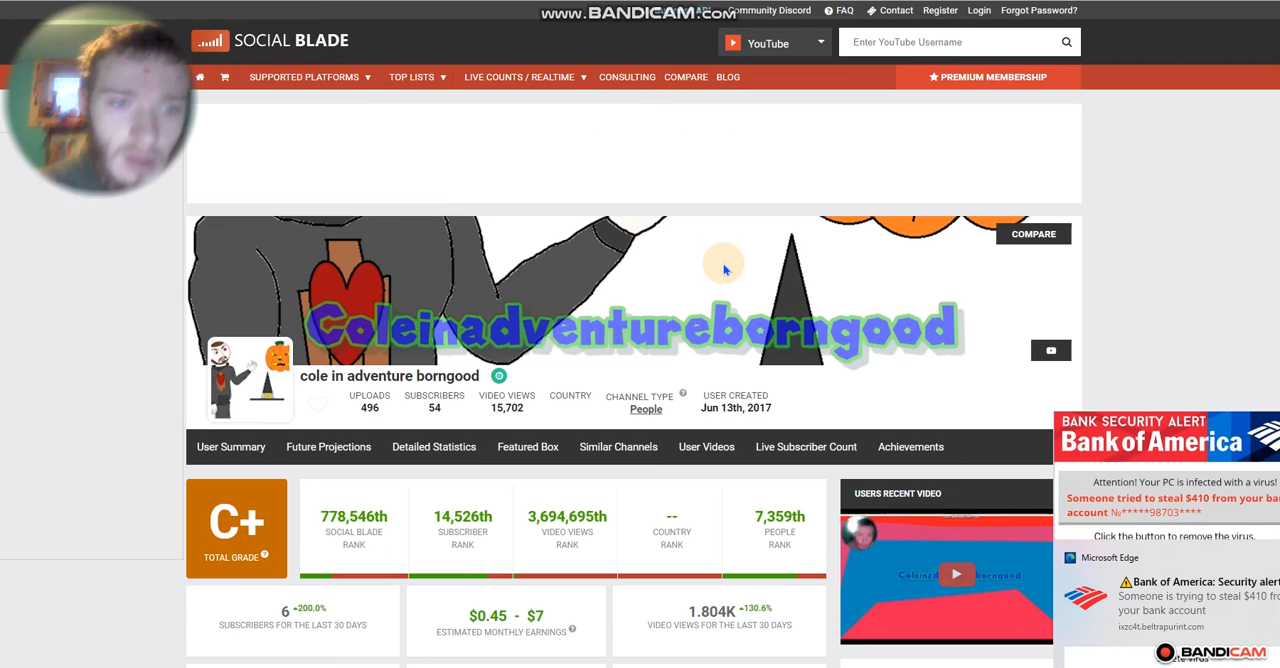 www.BANDICAM.com
Community Discord
FAQ
Contact
Register
Login
Forgot Password?
SOCIAL BLADE
YouTube
Enter YouTube Username
SUPPORTED PLATFORMS
TOP LISTS
LIVE COUNTS / REALTIME
CONSULTING
COMPARE
BLOG
PREMIUM MEMBERSHIP
COMPARE
Coleinadventureborngood
cole in adventure borngood
UPLOADS
496
SUBSCRIBERS
54
VIDEO VIEWS
15,702
COUNTRY
CHANNEL TYPE
People
USER CREATED
Jun 13th, 2017
User Summary
Future Projections
Detailed Statistics
Featured Box
Similar Channels
User Videos
Live Subscriber Count
Achievements
BANK SECURITY ALERT
Bank of America
Attention! Your PC is infected with a virus!
Someone tried to steal $410 from your
account №*****98703****
Click the button to remove the virus.
C+
TOTAL GRADE
778,546th
SOCIAL BLADE
RANK
14,526th
SUBSCRIBER
RANK
3,694,695th
VIDEO VIEWS
RANK
--
COUNTRY
RANK
7,359th
PEOPLE
RANK
USERS RECENT VIDEO
6 200.0%
SUBSCRIBERS FOR THE LAST 30 DAYS
$0.45 - $7
ESTIMATED MONTHLY EARNINGS
1.804K 130.6%
VIDEO VIEWS FOR THE LAST 30 DAYS
Microsoft Edge
Bank of America: Security alert
Someone is trying to steal $410 from
your bank account
ixzc4t.beltrapurint.com
BANDICAM